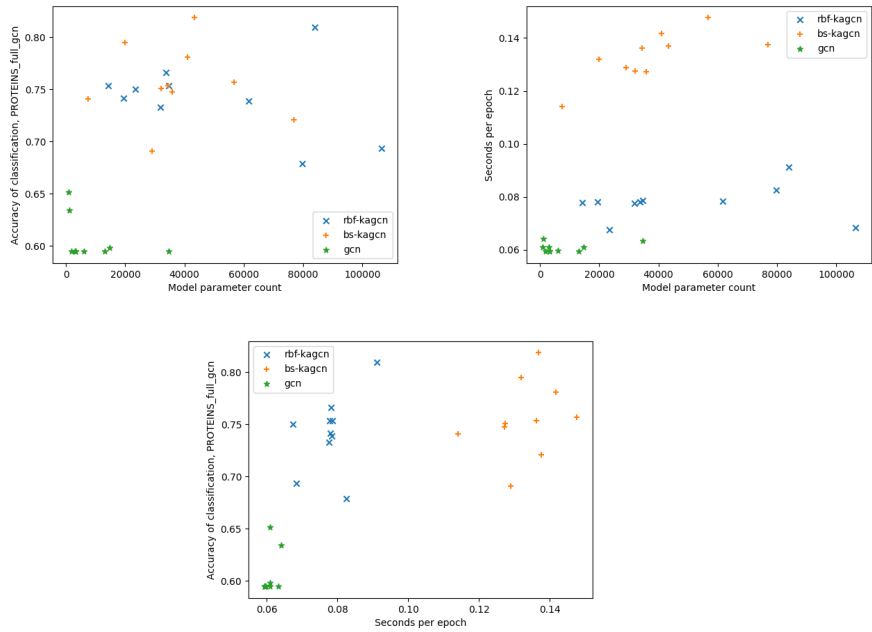 Accuracy of classification, PROTEINS_full_gcn
0.80
0.75
0.70
0.65
0.60
0 20000 40000 60000 80000 100000
Model parameter count
rbf-kagcn
bs-kagcn
gcn
Seconds per epoch
0.14
0.12
0.10
0.08
0.06
0 20000 40000 60000 80000 100000
Model parameter count
rbf-kagcn
bs-kagcn
gcn
Accuracy of classification, PROTEINS_full_gcn
0.80
0.75
0.70
0.65
0.60
0.06 0.08 0.10 0.12 0.14
Seconds per epoch
rbf-kagcn
bs-kagcn
gcn